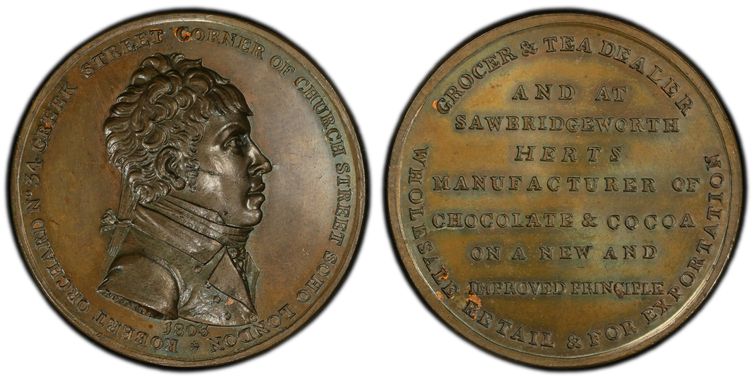 ROBERT ORCHARD No 34 GREEK STREET CORNER OF CHURCH STREET SOHO LONDON
1803
GROCER & TEA DEALER
AND AT
SAWBRIDGEWORTH
HERTS
MANUFACTURER OF
CHOCOLATE & COCOA
ON A NEW AND
IMPROVED PRINCIPLE
WHOLESALE RETAIL & FOR EXPORTATION